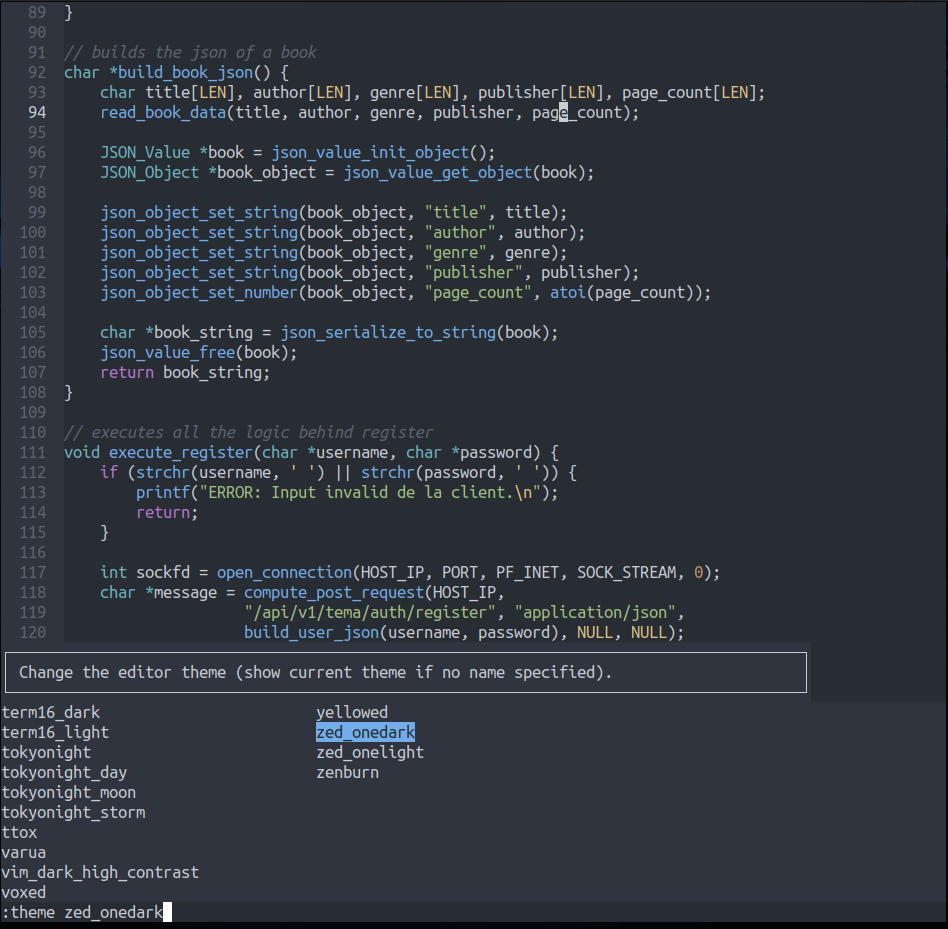 89 }
90
91 // builds the json of a book
92 char *build_book_json() {
93     char title[LEN], author[LEN], genre[LEN], publisher[LEN], page_count[LEN];
94     read_book_data(title, author, genre, publisher, page_count);
95
96     JSON_Value *book = json_value_init_object();
97     JSON_Object *book_object = json_value_get_object(book);
98
99     json_object_set_string(book_object, "title", title);
100     json_object_set_string(book_object, "author", author);
101     json_object_set_string(book_object, "genre", genre);
102     json_object_set_string(book_object, "publisher", publisher);
103     json_object_set_number(book_object, "page_count", atoi(page_count));
104
105     char *book_string = json_serialize_to_string(book);
106     json_value_free(book);
107     return book_string;
108 }
109
110 // executes all the logic behind register
111 void execute_register(char *username, char *password) {
112     if (strchr(username, ' ') || strchr(password, ' ')) {
113         printf("ERROR: Input invalid de la client.\n");
114         return;
115     }
116
117     int sockfd = open_connection(HOST_IP, PORT, PF_INET, SOCK_STREAM, 0);
118     char *message = compute_post_request(HOST_IP,
119                     "/api/v1/tema/auth/register", "application/json",
120                     build_user_json(username, password), NULL, NULL);
Change the editor theme (show current theme if no name specified).
term16_dark yellowed
term16_light zed_onedark
tokyonight zed_onelight
tokyonight_day zenburn
tokyonight_moon
tokyonight_storm
ttox
varua
vim_dark_high_contrast
voxed
:theme zed_onedark